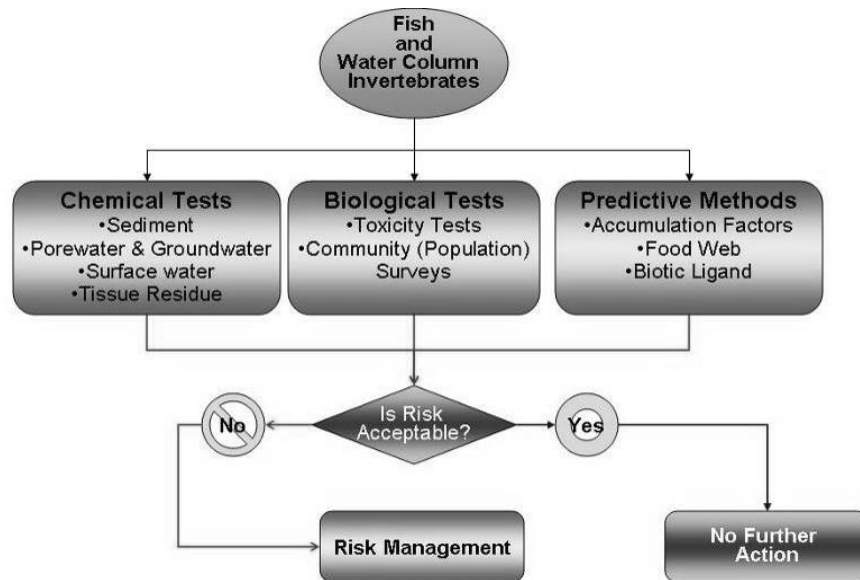 Fish
and
Water Column
Invertebrates
Chemical Tests
•Sediment
•Porewater & Groundwater
•Surface water
•Tissue Residue
Biological Tests
•Toxicity Tests
•Community (Population)
Surveys
Predictive Methods
•Accumulation Factors
•Food Web
•Biotic Ligand
Is Risk
Acceptable?
No
Yes
Risk Management
No Further
Action